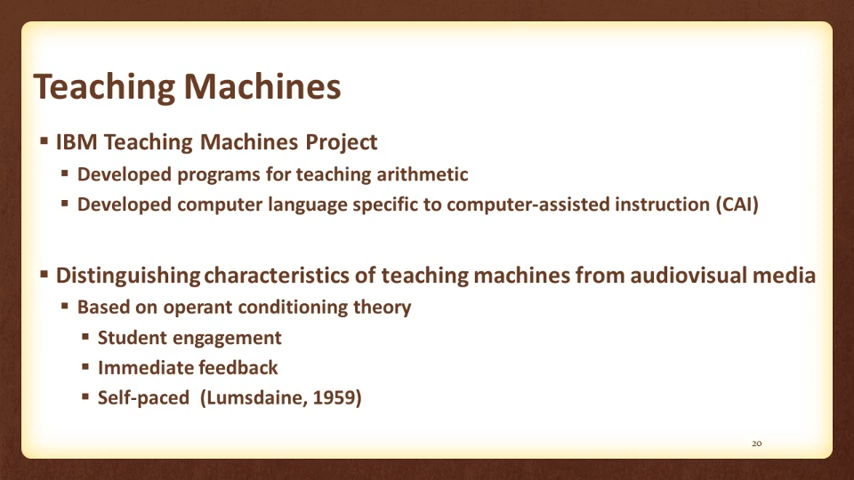 Teaching Machines
▪ IBM Teaching Machines Project
▪ Developed programs for teaching arithmetic
▪ Developed computer language specific to computer-assisted instruction (CAI)
▪ Distinguishing characteristics of teaching machines from audiovisual media
▪ Based on operant conditioning theory
▪ Student engagement
▪ Immediate feedback
▪ Self-paced (Lumsdaine, 1959)
20